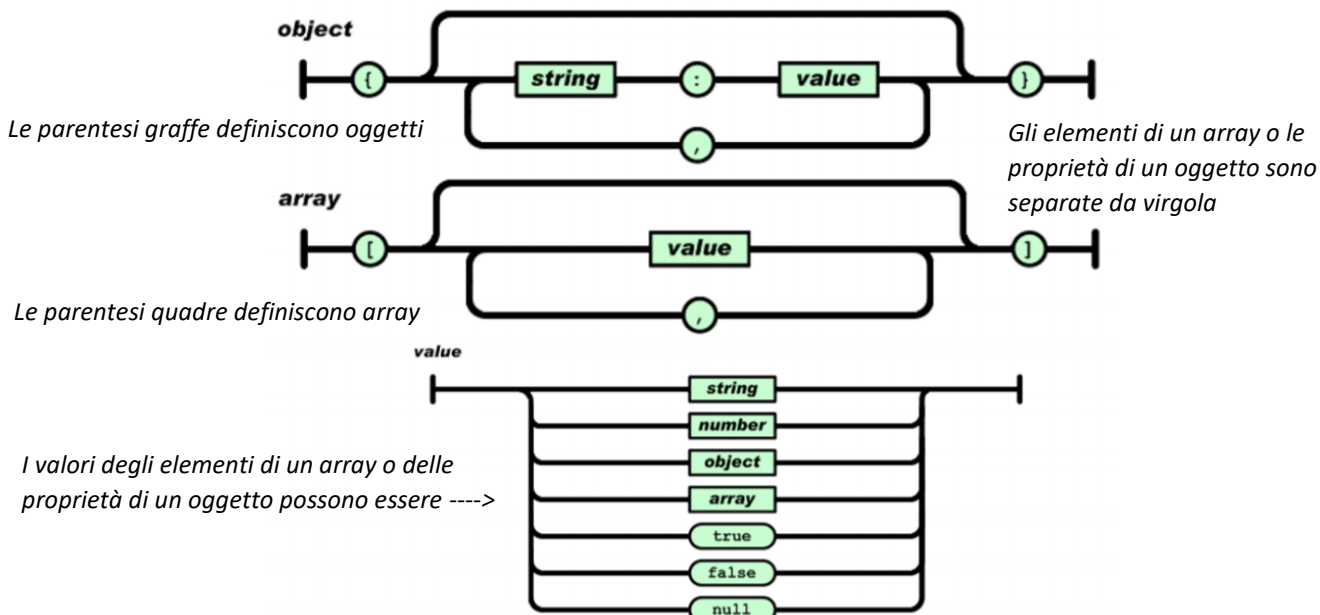 object
{ string : value }
,
Le parentesi graffe definiscono oggetti
Gli elementi di un array o le
proprietà di un oggetto sono
separate da virgola
array
[ value ]
,
Le parentesi quadre definiscono array
value
string
number
object
array
true
false
null
I valori degli elementi di un array o delle
proprietà di un oggetto possono essere ---->